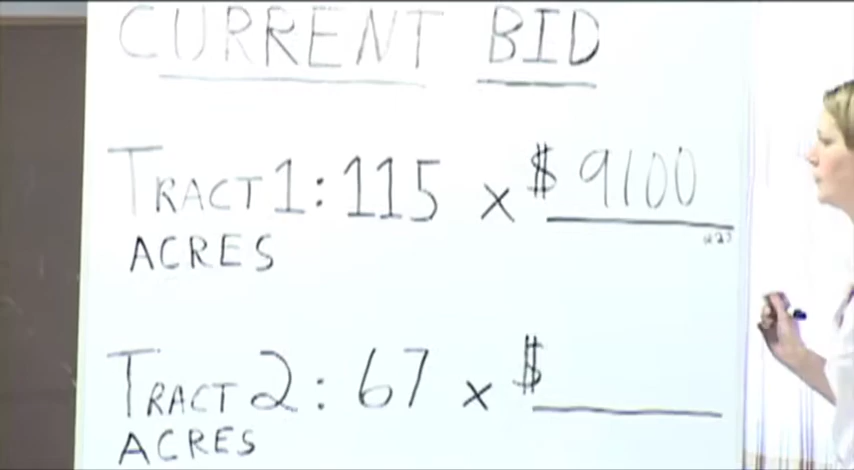 CURRENT BID
TRACT 1: 115 x $ 9100
ACRES
TRACT 2: 67 x $
ACRES